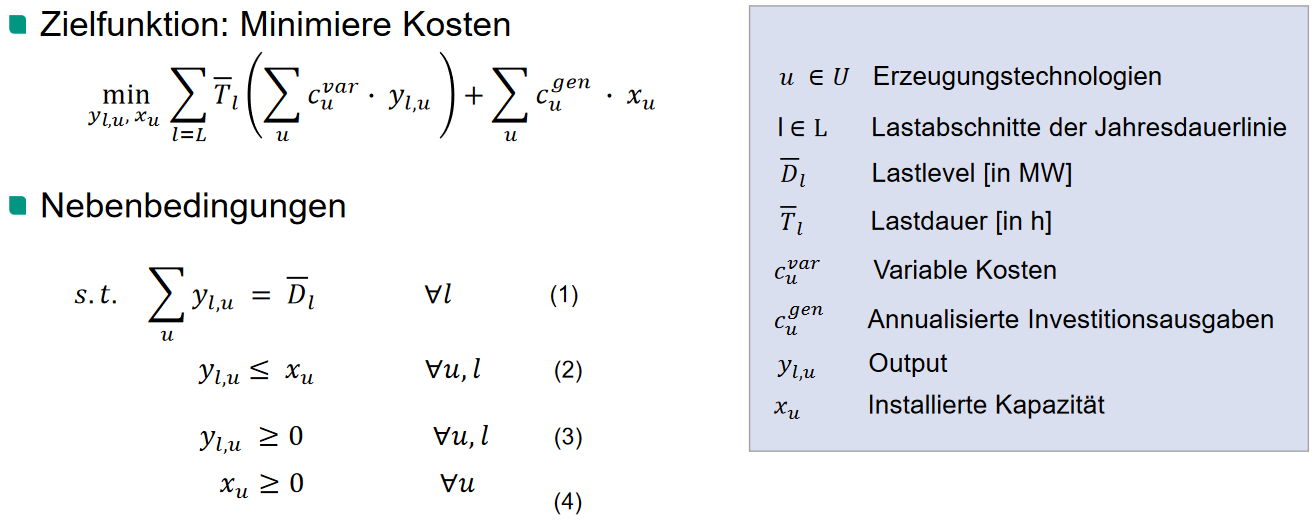 Zielfunktion: Minimiere Kosten
$\min_{y_{l,u}, x_u} \sum_{l=L} \overline{T}_l \left( \sum_u c_u^{var} \cdot y_{l,u} \right) + \sum_u c_u^{gen} \cdot x_u$
Nebenbedingungen
$s.t. \sum_u y_{l,u} = \overline{D}_l \quad \forall l$ (1)
$y_{l,u} \leq x_u \quad \forall u, l$ (2)
$y_{l,u} \geq 0 \quad \forall u, l$ (3)
$x_u \geq 0 \quad \forall u$ (4)
$u \in U$ Erzeugungstechnologien
l ∈ L Lastabschnitte der Jahresdauerlinie
$\overline{D}_l$ Lastlevel [in MW]
$\overline{T}_l$ Lastdauer [in h]
$c_u^{var}$ Variable Kosten
$c_u^{gen}$ Annualisierte Investitionsausgaben
$y_{l,u}$ Output
$x_u$ Installierte Kapazität